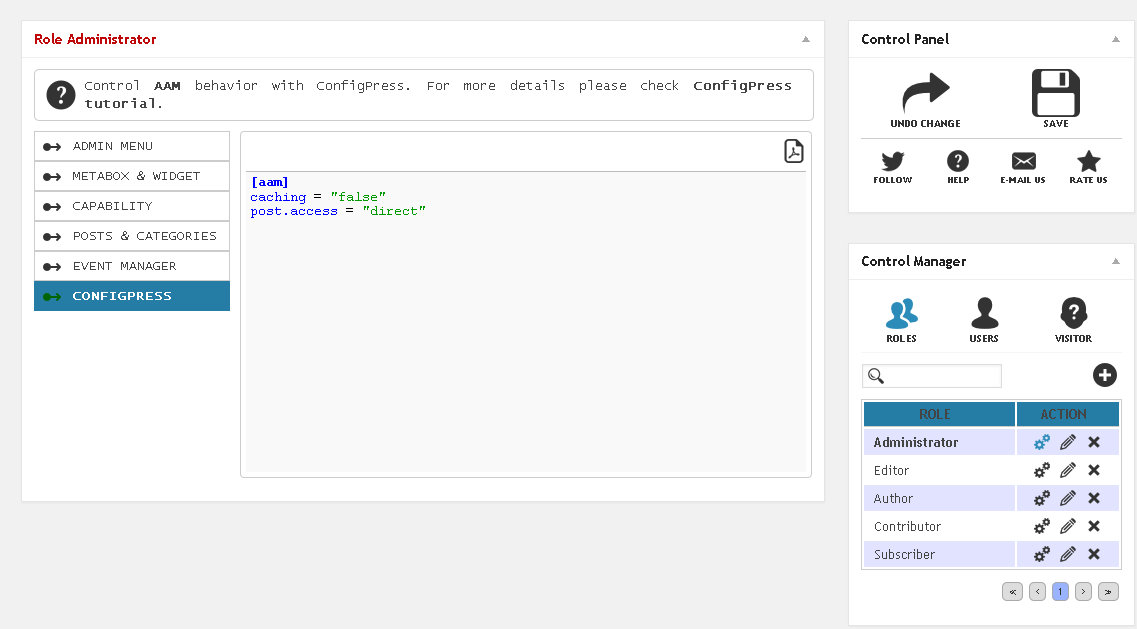 Role Administrator
Control AAM behavior with ConfigPress. For more details please check ConfigPress
tutorial.
ADMIN MENU
METABOX & WIDGET
CAPABILITY
POSTS & CATEGORIES
EVENT MANAGER
CONFIGPRESS
[aam]
caching = "false"
post.access = "direct"
Control Panel
UNDO CHANGE
SAVE
FOLLOW
HELP
E-MAIL US
RATE US
Control Manager
ROLES
USERS
VISITOR
ROLE ACTION
Administrator
Editor
Author
Contributor
Subscriber
« ‹ 1 › »